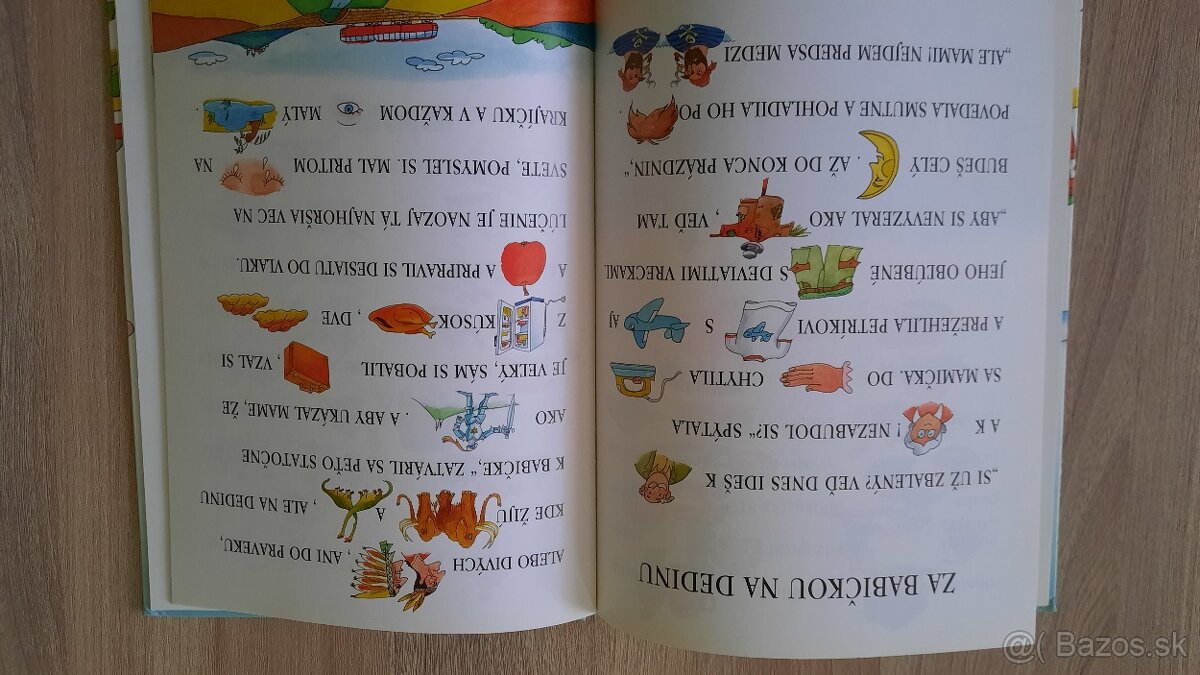 ZA BABIČKOU NA DEDINU
„SI UŽ ZBALENÝ? VEĎ DNES IDEŠ K
A K ! NEZABUDOL SI?“ SPÝTALA
SA MAMIČKA. DO CHYTILA
A PREŽEHLILA PETRÍKOVI S AJ
JEHO OBĽÚBENÉ S DEVIATIMI VRECKAMI.
„ABY SI NEVYZERAL AKO , VEĎ TAM
BUDEŠ CELÝ . AŽ DO KONCA PRÁZDNIN,“
POVEDALA SMUTNE A POHLADILA HO PO
„ALE MAMI! NEJDEM PREDSA MEDZI
ALEBO DIVÝCH , ANI DO PRAVEKU,
KDE ŽIJÚ A , ALE NA DEDINU
K BABIČKE,“ ZATVÁRIL SA PEŤO STATOČNE
AKO . A ABY UKÁZAL MAME, ŽE
JE VEĽKÝ, SÁM SI POBALIL , VZAL SI
Z KÚSOK , DVE
A A PRIPRAVIL SI DESIATU DO VLAKU.
LÚČENIE JE NAOZAJ TÁ NAJHORŠIA VEC NA
SVETE, POMYSLEL SI. MAL PRITOM NA
KRAJÍČKU A V KAŽDOM MALÝ .
@( Bazos.sk